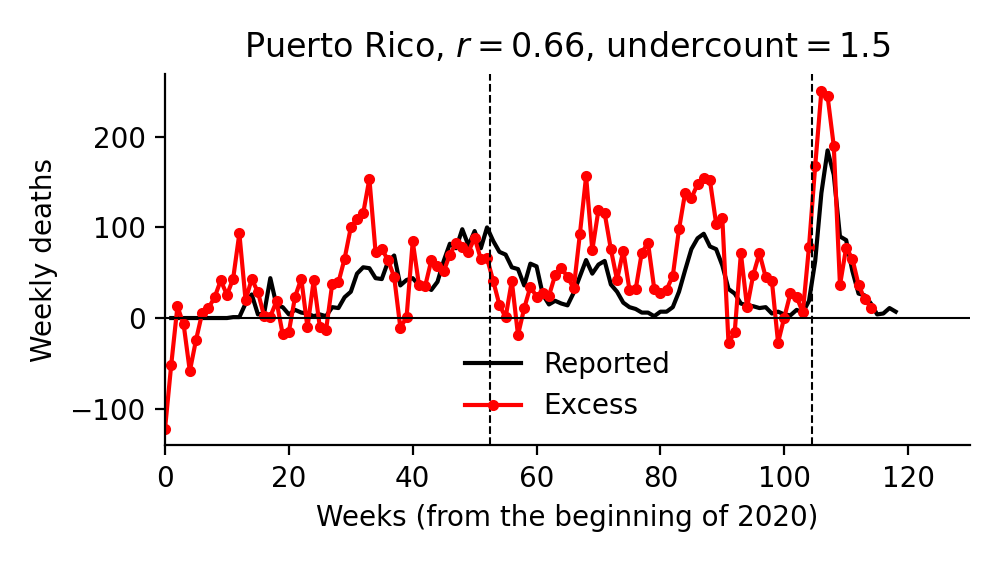 Puerto Rico, r = 0.66, undercount = 1.5
Weekly deaths
200
100
0
−100
Reported
Excess
0 20 40 60 80 100 120
Weeks (from the beginning of 2020)